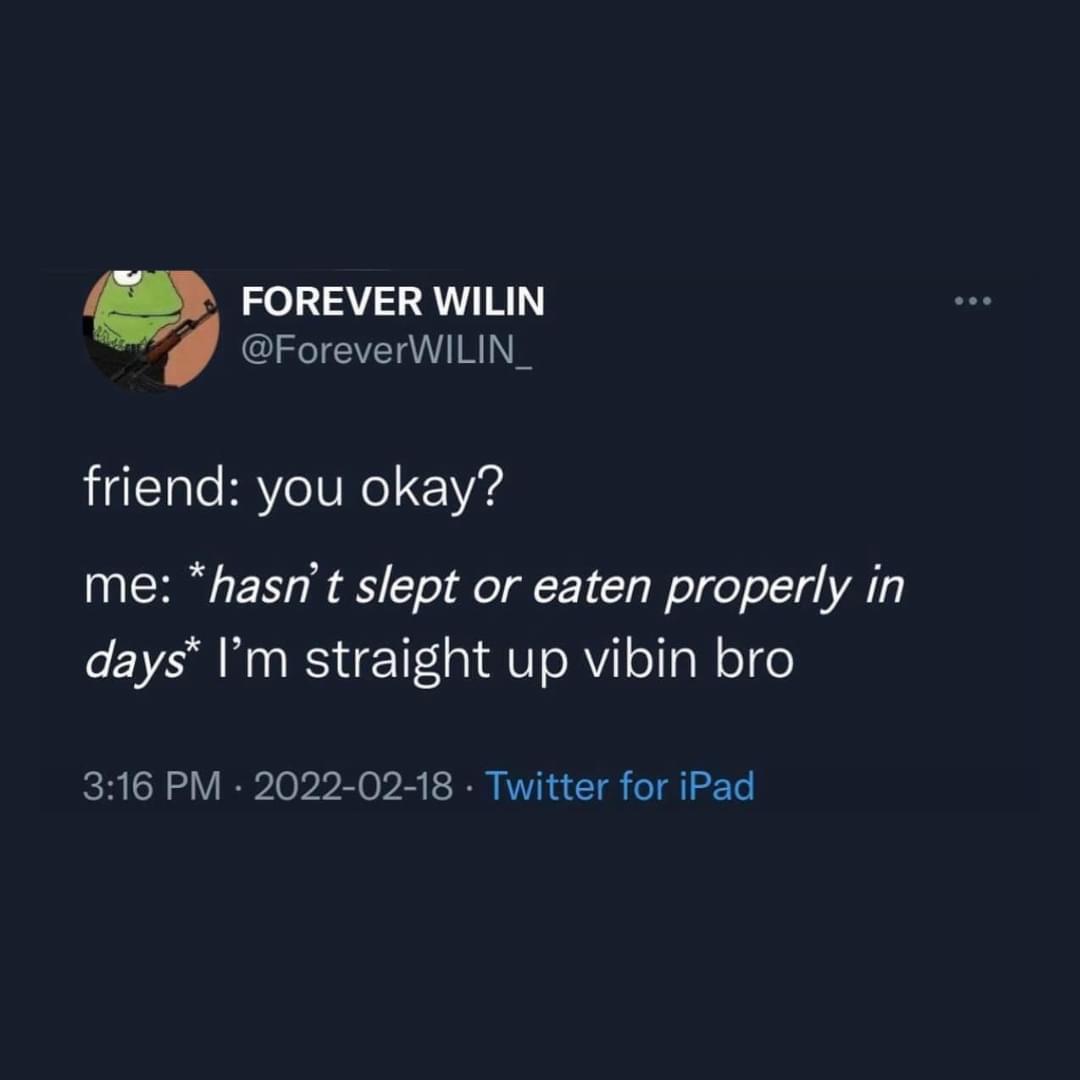 FOREVER WILIN
@ForeverWILIN_
friend: you okay?
me: *hasn't slept or eaten properly in
days* I'm straight up vibin bro
3:16 PM · 2022-02-18 · Twitter for iPad